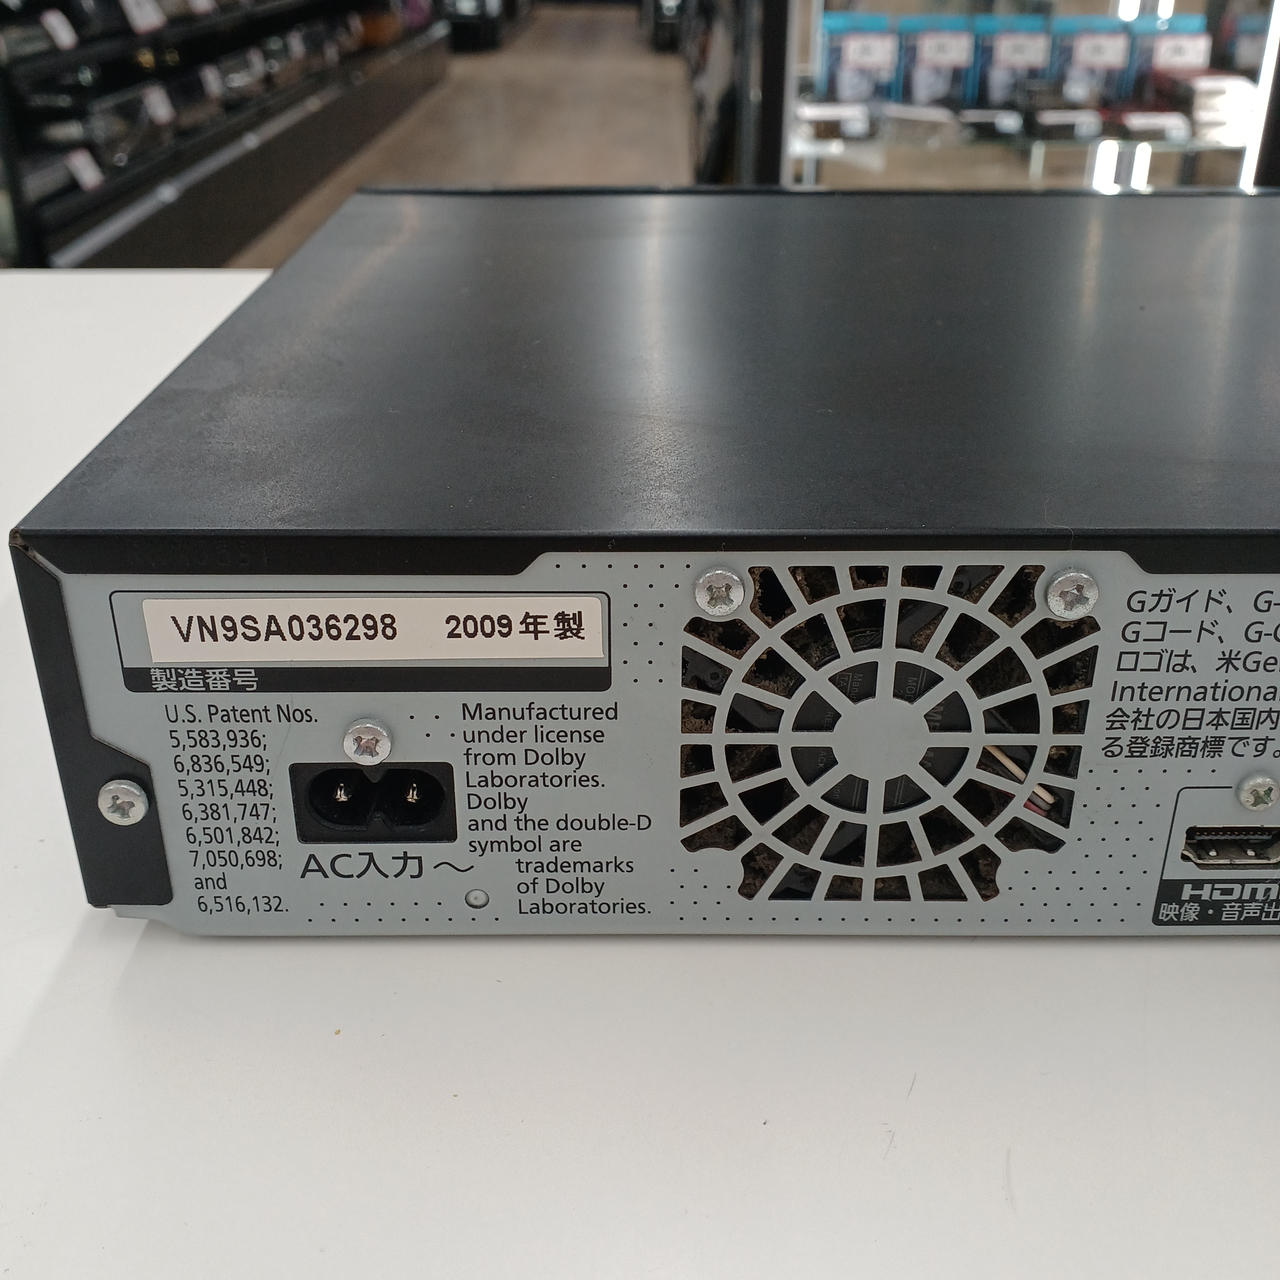 VN9SA036298 2009年製
製造番号
U.S. Patent Nos.
5,583,936;
6,836,549;
5,315,448;
6,381,747;
6,501,842;
7,050,698;
and
6,516,132.
AC入力～
Manufactured
under license
from Dolby
Laboratories.
Dolby
and the double-D
symbol are
trademarks
of Dolby
Laboratories.
Gガイド、G-
Gコード、G-
ロゴは、米Ge
International
会社の日本国内
る登録商標です。
HDMI
映像・音声出